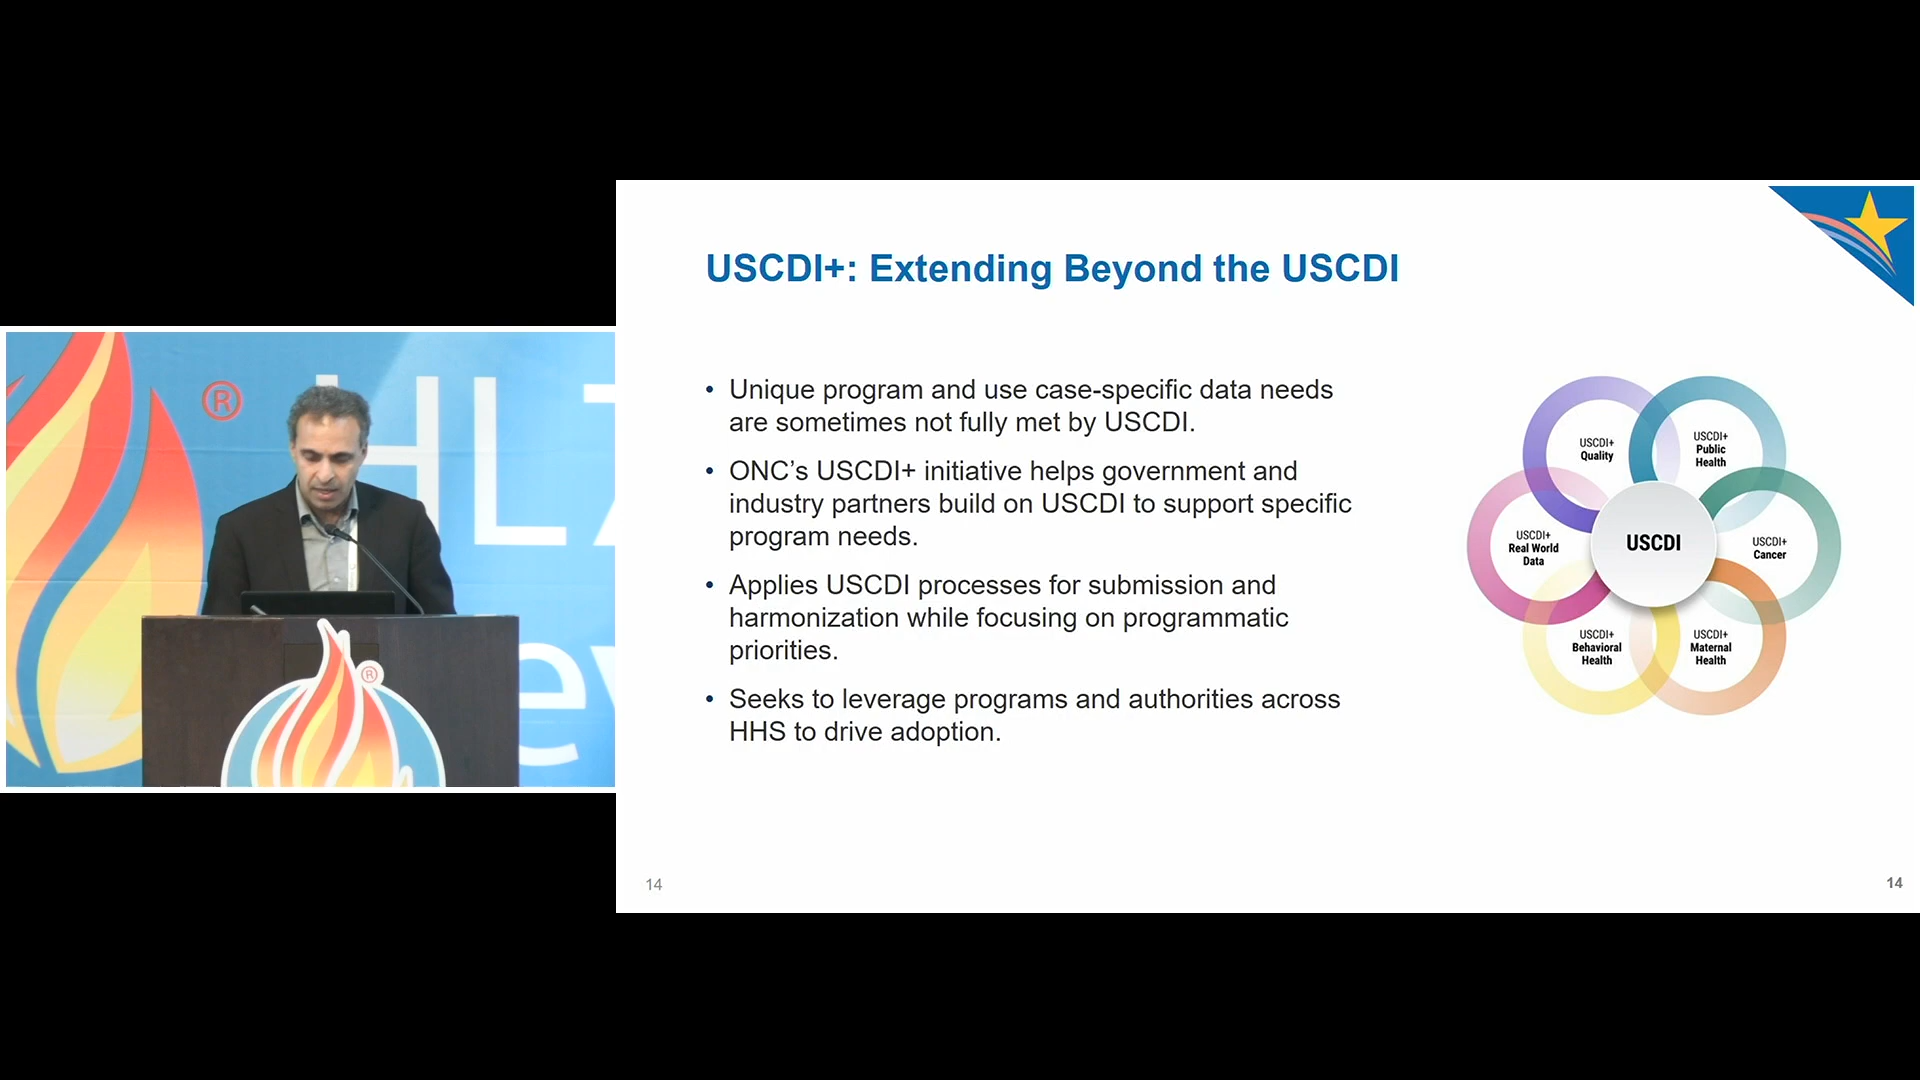 ®
HL7
®
USCDI+: Extending Beyond the USCDI
• Unique program and use case-specific data needs
are sometimes not fully met by USCDI.
• ONC’s USCDI+ initiative helps government and
industry partners build on USCDI to support specific
program needs.
• Applies USCDI processes for submission and
harmonization while focusing on programmatic
priorities.
• Seeks to leverage programs and authorities across
HHS to drive adoption.
USCDI+
Quality
USCDI+
Public
Health
USCDI+
Real World
Data
USCDI
USCDI+
Cancer
USCDI+
Behavioral
Health
USCDI+
Maternal
Health
14
14